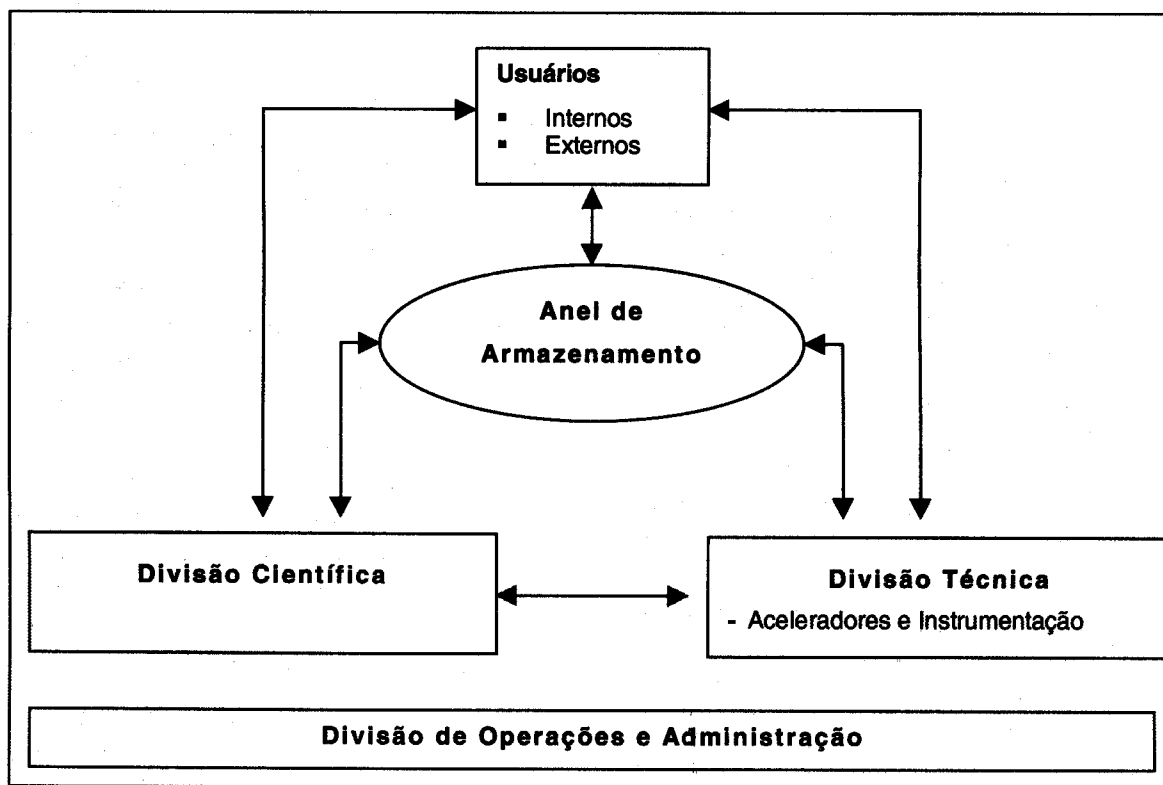 Usuários
▪ Internos
▪ Externos
Anel de
Armazenamento
Divisão Científica
Divisão Técnica
- Aceleradores e Instrumentação
Divisão de Operações e Administração